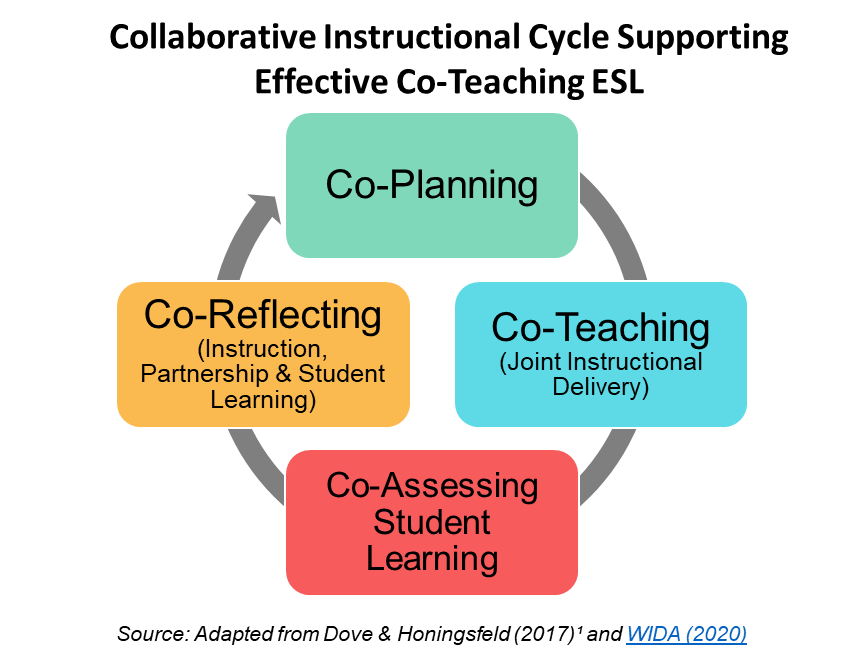 Collaborative Instructional Cycle Supporting
Effective Co-Teaching ESL
Co-Planning
Co-Teaching
(Joint Instructional
Delivery)
Co-Assessing
Student
Learning
Co-Reflecting
(Instruction,
Partnership & Student
Learning)
Source: Adapted from Dove & Honingsfeld (2017)¹ and WIDA (2020)